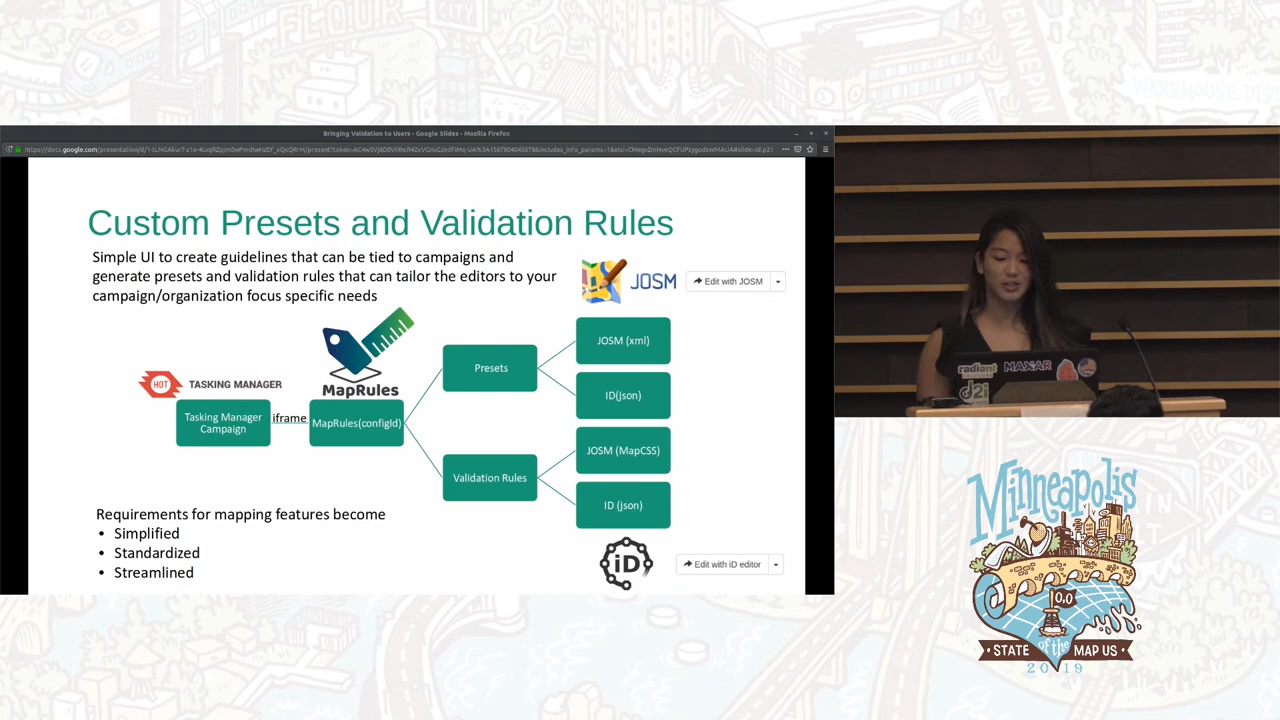 Bringing Validation to Users - Google Slides - Mozilla Firefox
Custom Presets and Validation Rules
Simple UI to create guidelines that can be tied to campaigns and
generate presets and validation rules that can tailor the editors to your
campaign/organization focus specific needs
JOSM
Edit with JOSM
MapRules
HOT TASKING MANAGER
Tasking Manager
Campaign
iframe
MapRules(configId)
Presets
Validation Rules
JOSM (xml)
ID(json)
JOSM (MapCSS)
ID (json)
Requirements for mapping features become
• Simplified
• Standardized
• Streamlined
iD
Edit with iD editor
radiant
MAXAR
d2i
Minneapolis
0,0
STATE of the MAP US
2019
FLOUR
CITY